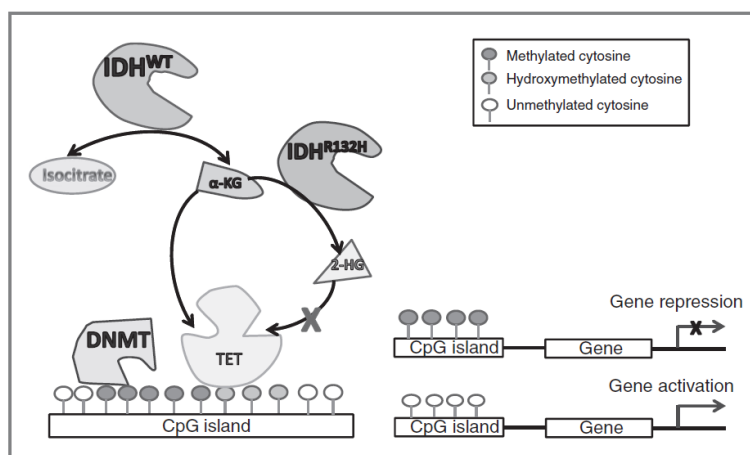 IDHWT
Methylated cytosine
Hydroxymethylated cytosine
Unmethylated cytosine
Isocitrate
α-KG
IDHR132H
2-HG
X
DNMT
TET
CpG island
Gene repression
X
CpG island
Gene
Gene activation
CpG island
Gene